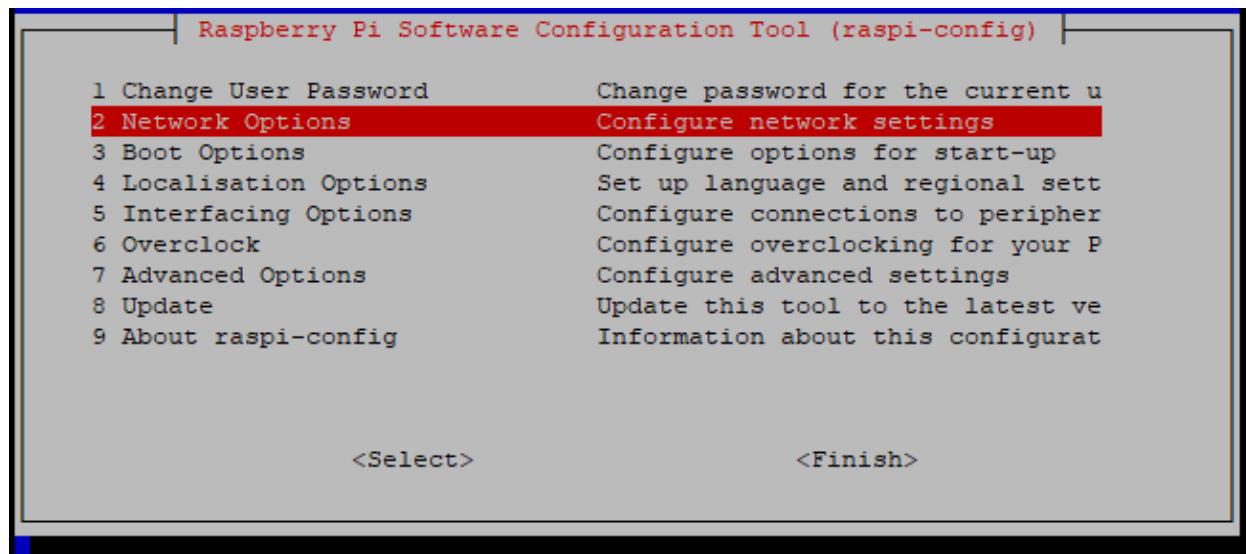 Raspberry Pi Software Configuration Tool (raspi-config)
1 Change User Password Change password for the current u
2 Network Options Configure network settings
3 Boot Options Configure options for start-up
4 Localisation Options Set up language and regional sett
5 Interfacing Options Configure connections to peripher
6 Overclock Configure overclocking for your P
7 Advanced Options Configure advanced settings
8 Update Update this tool to the latest ve
9 About raspi-config Information about this configurat
<Select> <Finish>